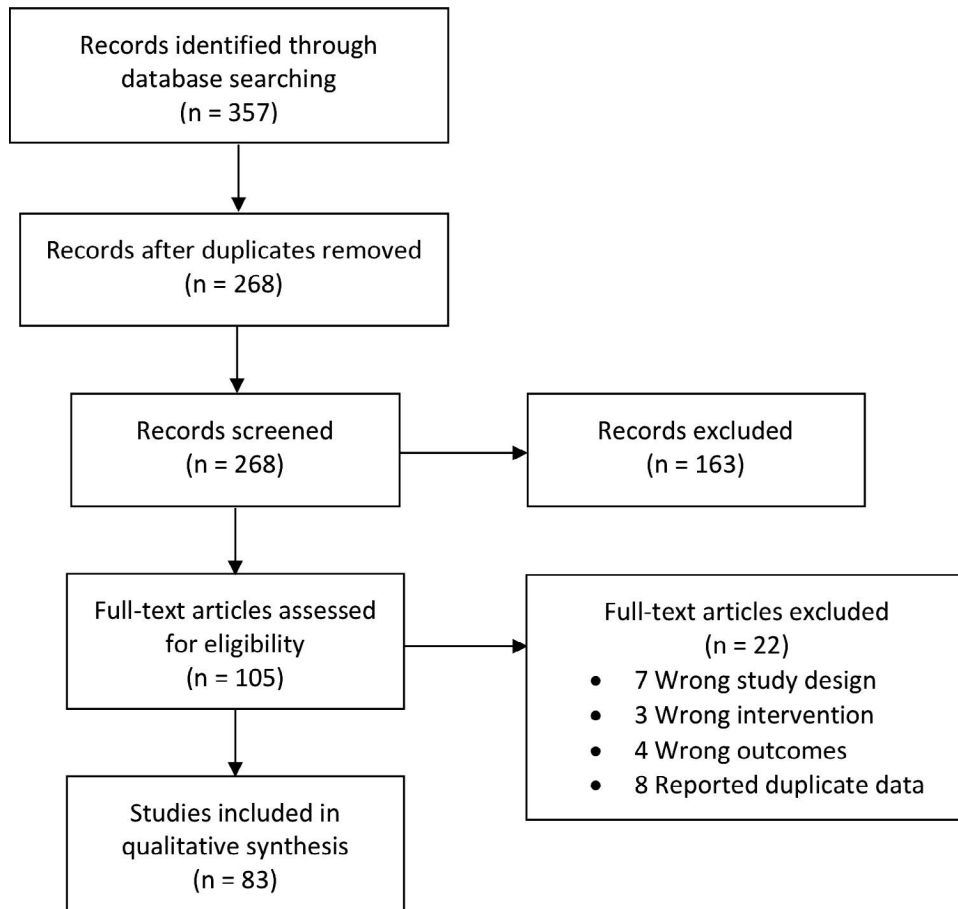 Records identified through
database searching
(n = 357)
Records after duplicates removed
(n = 268)
Records screened
(n = 268)
Records excluded
(n = 163)
Full-text articles assessed
for eligibility
(n = 105)
Full-text articles excluded
(n = 22)
• 7 Wrong study design
• 3 Wrong intervention
• 4 Wrong outcomes
• 8 Reported duplicate data
Studies included in
qualitative synthesis
(n = 83)